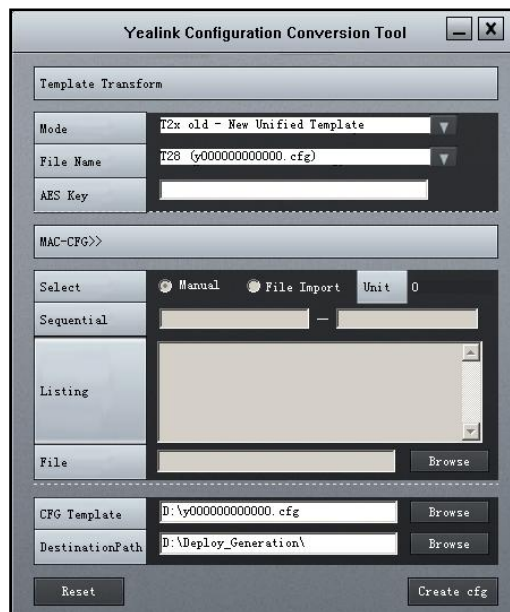 Yealink Configuration Conversion Tool
Template Transform
Mode T2x old - New Unified Template
File Name T28 (y000000000000.cfg)
AES Key
MAC-CFG>>
Select Manual File Import Unit 0
Sequential —
Listing
File Browse
CFG Template D:\y000000000000.cfg Browse
DestinationPath D:\Deploy_Generation\ Browse
Reset Create cfg